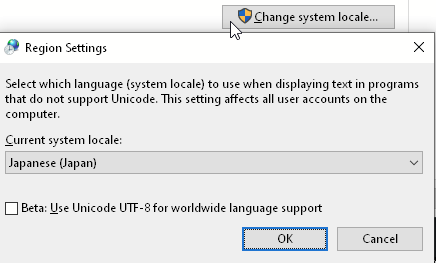 Change system locale...
Region Settings
Select which language (system locale) to use when displaying text in programs
that do not support Unicode. This setting affects all user accounts on the
computer.
Current system locale:
Japanese (Japan)
Beta: Use Unicode UTF-8 for worldwide language support
OK
Cancel